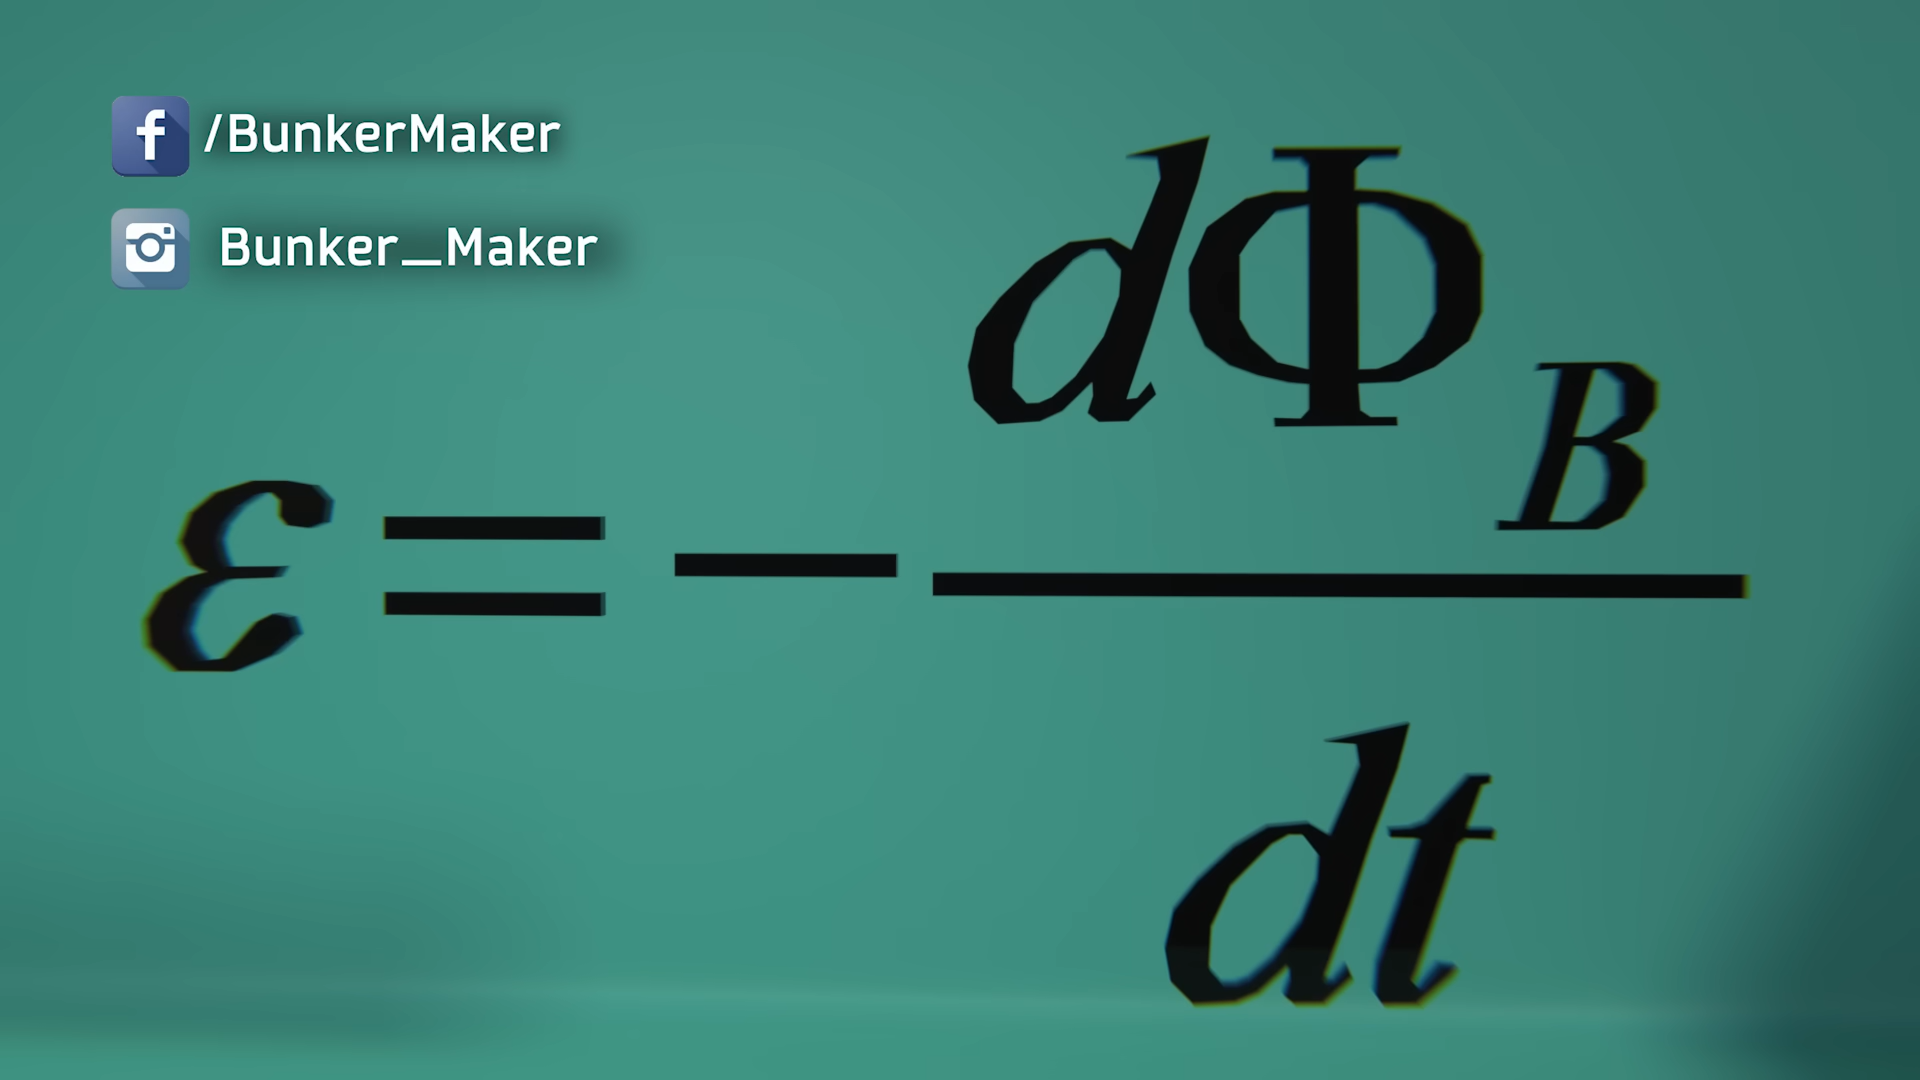 f /BunkerMaker
Bunker_Maker
ε = − dΦ_B
dt